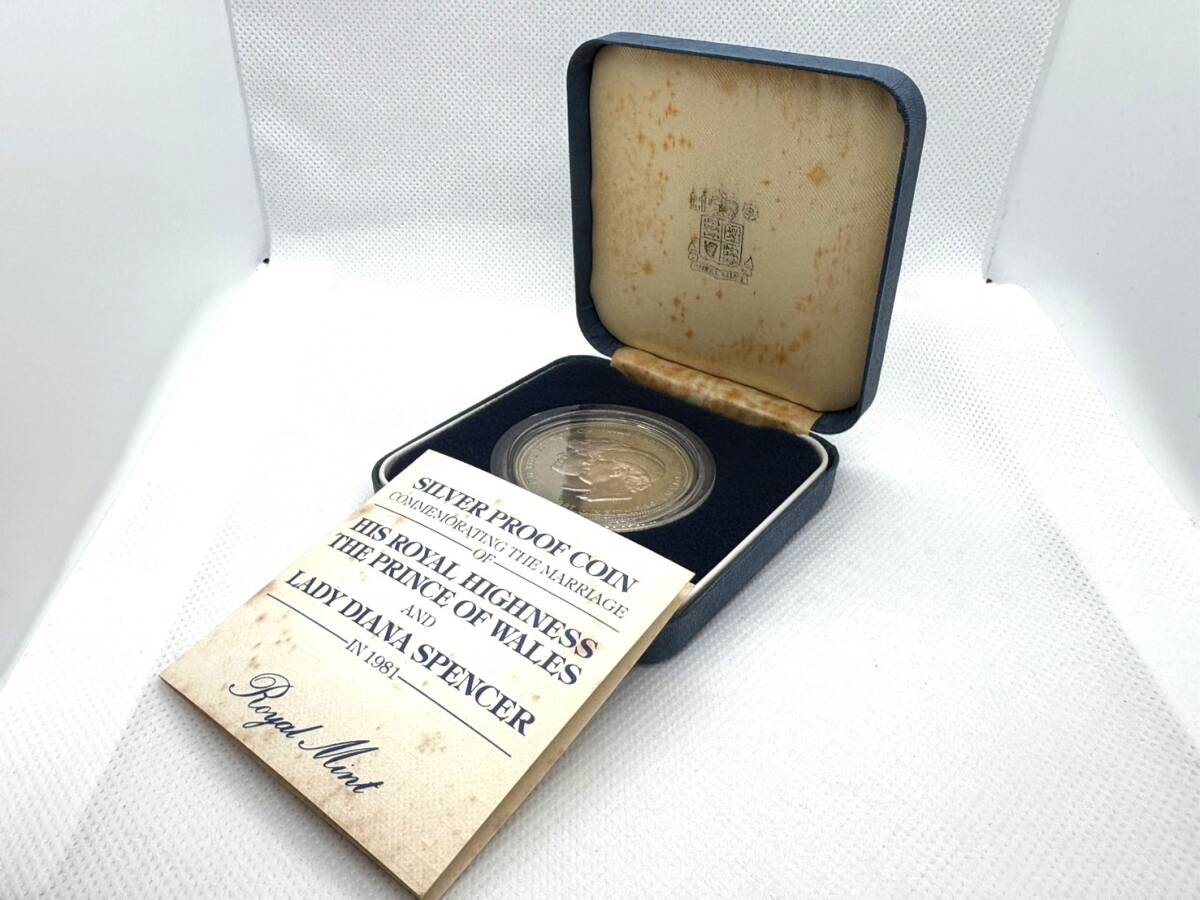 SILVER PROOF COIN
COMMEMORATING THE MARRIAGE
OF
HIS ROYAL HIGHNESS
THE PRINCE OF WALES
AND
LADY DIANA SPENCER
IN 1981
Royal Mint